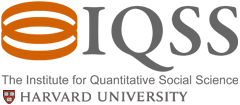 IQSS
The Institute for Quantitative Social Science
HARVARD UNIVERSITY